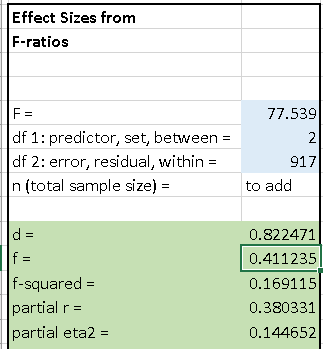 Effect Sizes from
F-ratios
F = 77.539
df 1: predictor, set, between = 2
df 2: error, residual, within = 917
n (total sample size) = to add
d = 0.822471
f = 0.411235
f-squared = 0.169115
partial r = 0.380331
partial eta2 = 0.144652